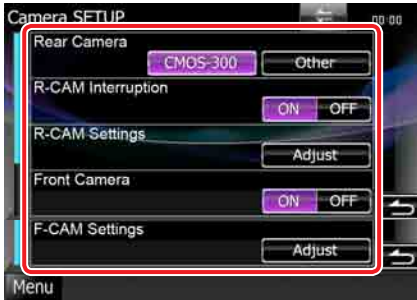 Camera SETUP
00:00
Rear Camera
CMOS-300 Other
R-CAM Interruption
ON OFF
R-CAM Settings
Adjust
Front Camera
ON OFF
F-CAM Settings
Adjust
Menu